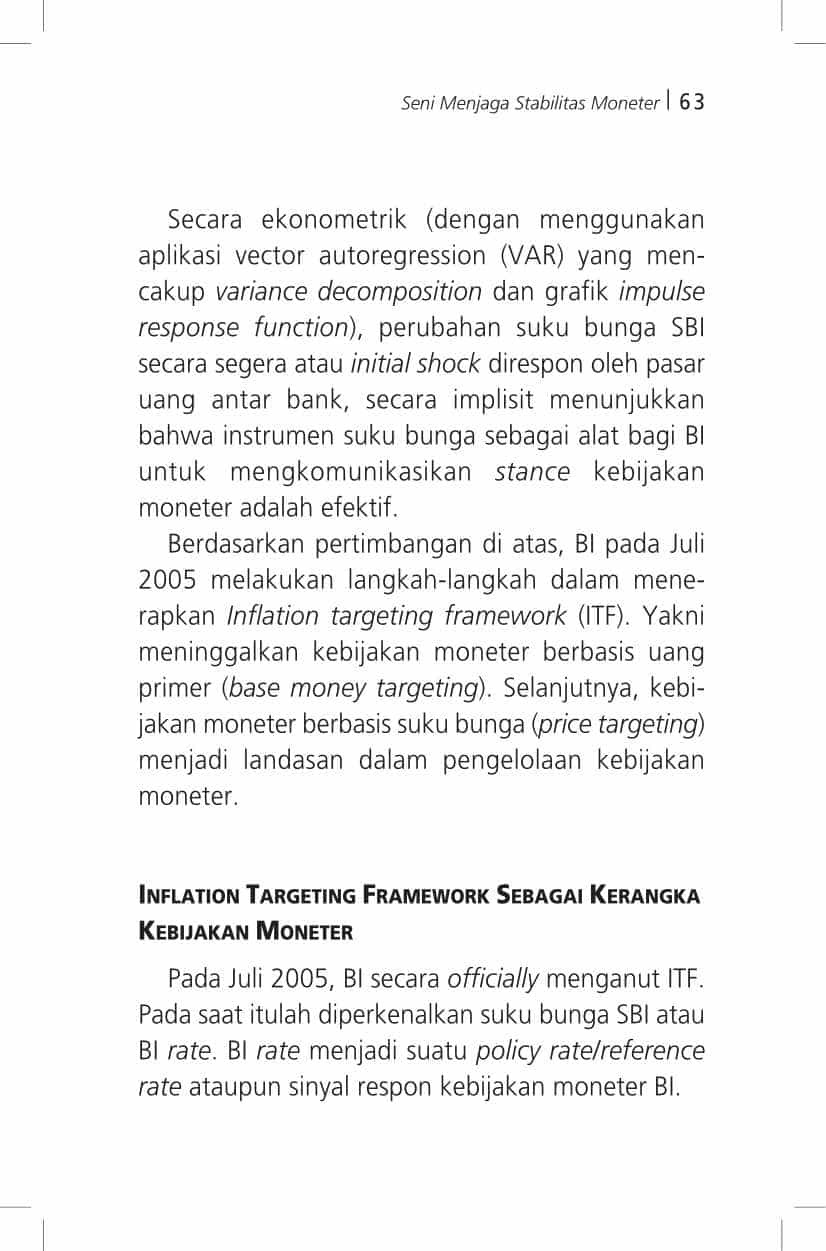 Seni Menjaga Stabilitas Moneter | 63
Secara ekonometrik (dengan menggunakan
aplikasi vector autoregression (VAR) yang men-
cakup variance decomposition dan grafik impulse
response function), perubahan suku bunga SBI
secara segera atau initial shock direspon oleh pasar
uang antar bank, secara implisit menunjukkan
bahwa instrumen suku bunga sebagai alat bagi BI
untuk mengkomunikasikan stance kebijakan
moneter adalah efektif.
Berdasarkan pertimbangan di atas, BI pada Juli
2005 melakukan langkah-langkah dalam mene-
rapkan Inflation targeting framework (ITF). Yakni
meninggalkan kebijakan moneter berbasis uang
primer (base money targeting). Selanjutnya, kebi-
jakan moneter berbasis suku bunga (price targeting)
menjadi landasan dalam pengelolaan kebijakan
moneter.
Inflation Targeting Framework Sebagai Kerangka
Kebijakan Moneter
Pada Juli 2005, BI secara officially menganut ITF.
Pada saat itulah diperkenalkan suku bunga SBI atau
BI rate. BI rate menjadi suatu policy rate/reference
rate ataupun sinyal respon kebijakan moneter BI.